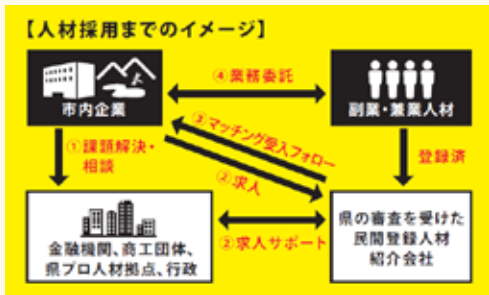 【人材採用までのイメージ】
市内企業
④業務委託
副業・兼業人材
①課題解決・
相談
③マッチング受入フォロー
②求人
登録済
金融機関、商工団体、
県プロ人材拠点、行政
②求人サポート
県の審査を受けた
民間登録人材
紹介会社